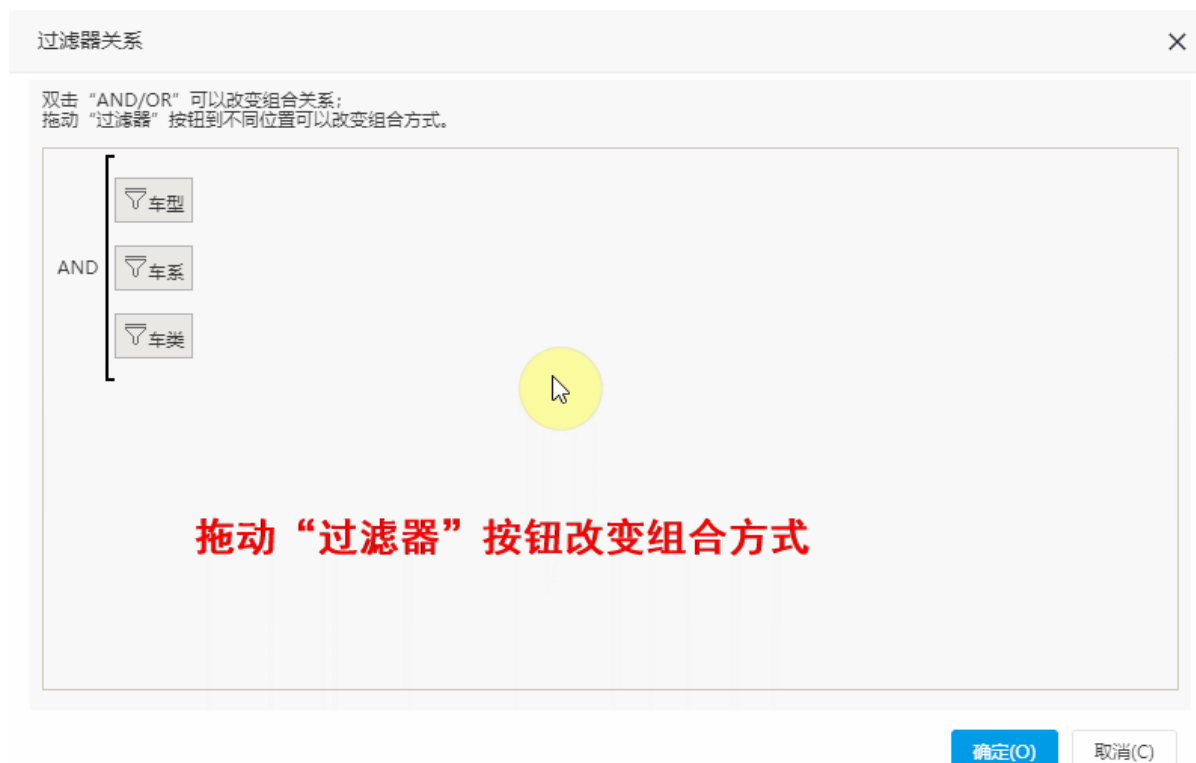 过滤器关系
双击“AND/OR”可以改变组合关系；
拖动“过滤器”按钮到不同位置可以改变组合方式。
车型
AND
车系
车类
拖动“过滤器”按钮改变组合方式
确定(O)
取消(C)